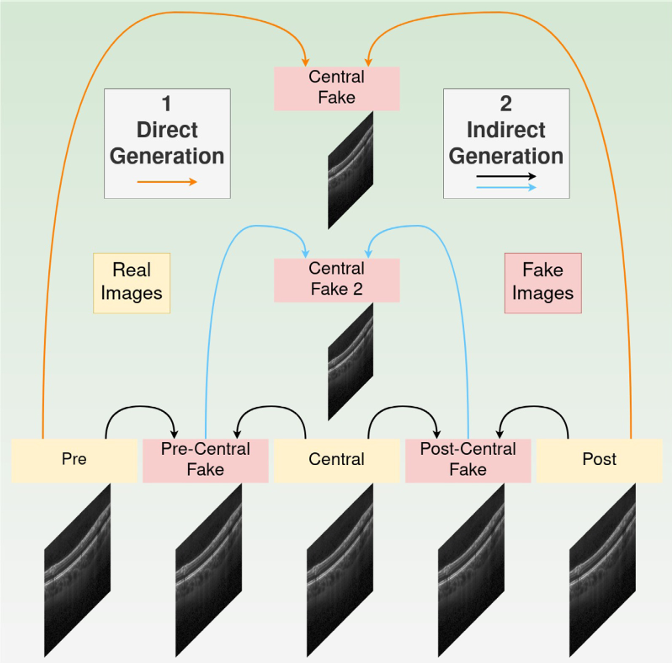 Central
Fake
1
Direct
Generation
2
Indirect
Generation
Real
Images
Central
Fake 2
Fake
Images
Pre
Pre-Central
Fake
Central
Post-Central
Fake
Post